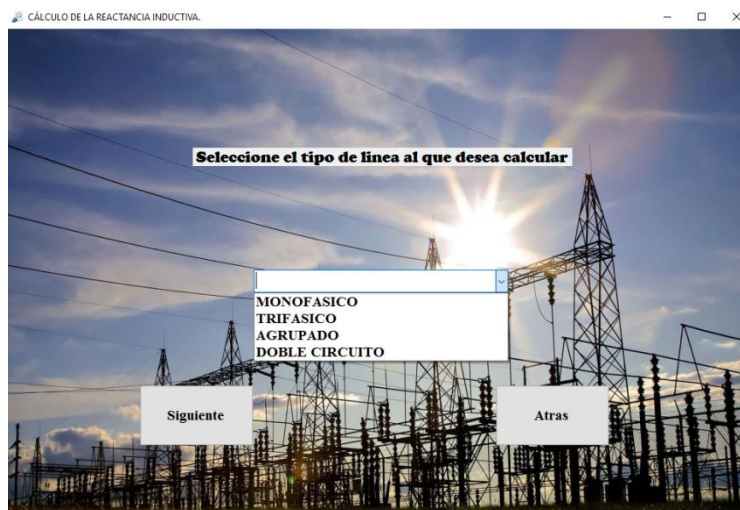 CÁLCULO DE LA REACTANCIA INDUCTIVA.
Seleccione el tipo de linea al que desea calcular
MONOFASICO
TRIFASICO
AGRUPADO
DOBLE CIRCUITO
Siguiente
Atras